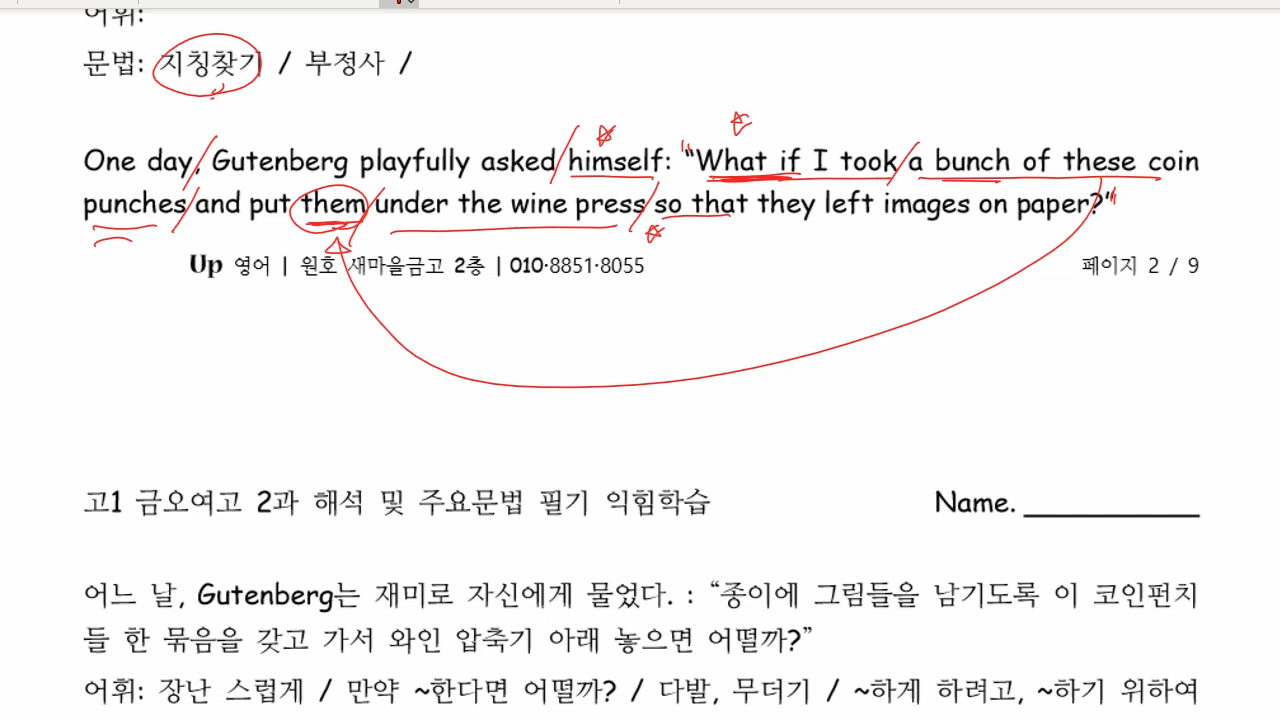 어휘:
문법: 지칭찾기 / 부정사 /
One day, Gutenberg playfully asked himself: “What if I took a bunch of these coin
punches and put them under the wine press so that they left images on paper?”
Up 영어 | 원호 새마을금고 2층 | 010·8851·8055 페이지 2 / 9
고1 금오여고 2과 해석 및 주요문법 필기 익힘학습 Name. ___________
어느 날, Gutenberg는 재미로 자신에게 물었다. : “종이에 그림들을 남기도록 이 코인펀치
들 한 묶음을 갖고 가서 와인 압축기 아래 놓으면 어떨까?”
어휘: 장난 스럽게 / 만약 ~한다면 어떨까? / 다발, 무더기 / ~하게 하려고, ~하기 위하여